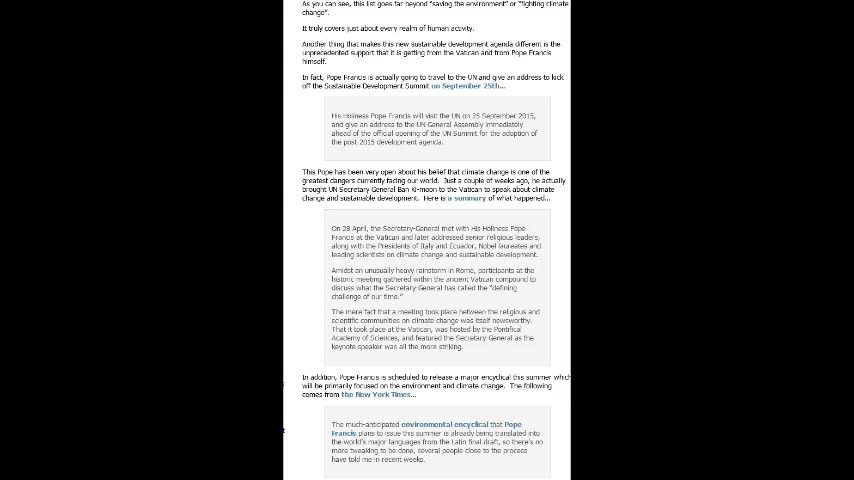 As you can see, this list goes far beyond “saving the environment” or “fighting climate
change”.
It truly covers just about every realm of human activity.
Another thing that makes this new sustainable development agenda different is the
unprecedented support that it is getting from the Vatican and from Pope Francis
himself.
In fact, Pope Francis is actually going to travel to the UN and give an address to kick
off the Sustainable Development Summit on September 25th...
His Holiness Pope Francis will visit the UN on 25 September 2015,
and give an address to the UN General Assembly immediately
ahead of the official opening of the UN Summit for the adoption of
the post 2015 development agenda.
This Pope has been very open about his belief that climate change is one of the
greatest dangers currently facing our world.  Just a couple of weeks ago, he actually
brought UN Secretary General Ban Ki-moon to the Vatican to speak about climate
change and sustainable development.  Here is a summary of what happened...
On 28 April, the Secretary-General met with His Holiness Pope
Francis at the Vatican and later addressed senior religious leaders,
along with the Presidents of Italy and Ecuador, Nobel laureates and
leading scientists on climate change and sustainable development.
Amidst an unusually heavy rainstorm in Rome, participants at the
historic meeting gathered within the ancient Vatican compound to
discuss what the Secretary-General has called the “defining
challenge of our time.”
The mere fact that a meeting took place between the religious and
scientific communities on climate change was itself newsworthy.
That it took place at the Vatican, was hosted by the Pontifical
Academy of Sciences, and featured the Secretary-General as the
keynote speaker was all the more striking.
In addition, Pope Francis is scheduled to release a major encyclical this summer which
will be primarily focused on the environment and climate change.  The following
comes from the New York Times...
The much-anticipated environmental encyclical that Pope
Francis plans to issue this summer is already being translated into
the world’s major languages from the Latin final draft, so there’s no
more tweaking to be done, several people close to the process
have told me in recent weeks.